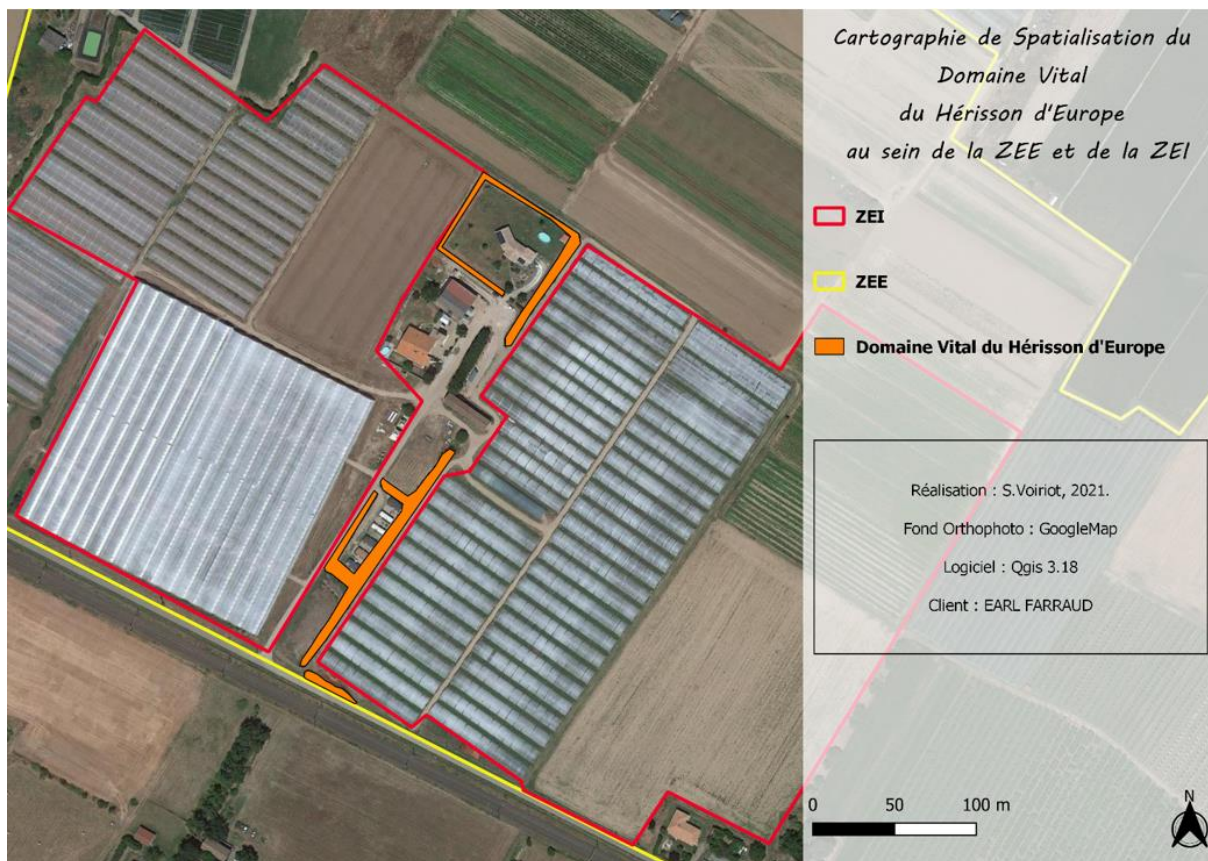 Cartographie de Spatialisation du
Domaine Vital
du Hérisson d'Europe
au sein de la ZEE et de la ZEI
ZEI
ZEE
Domaine Vital du Hérisson d'Europe
Réalisation : S.Voiriot, 2021.
Fond Orthophoto : GoogleMap
Logiciel : Qgis 3.18
Client : EARL FARRAUD
0 50 100 m
N